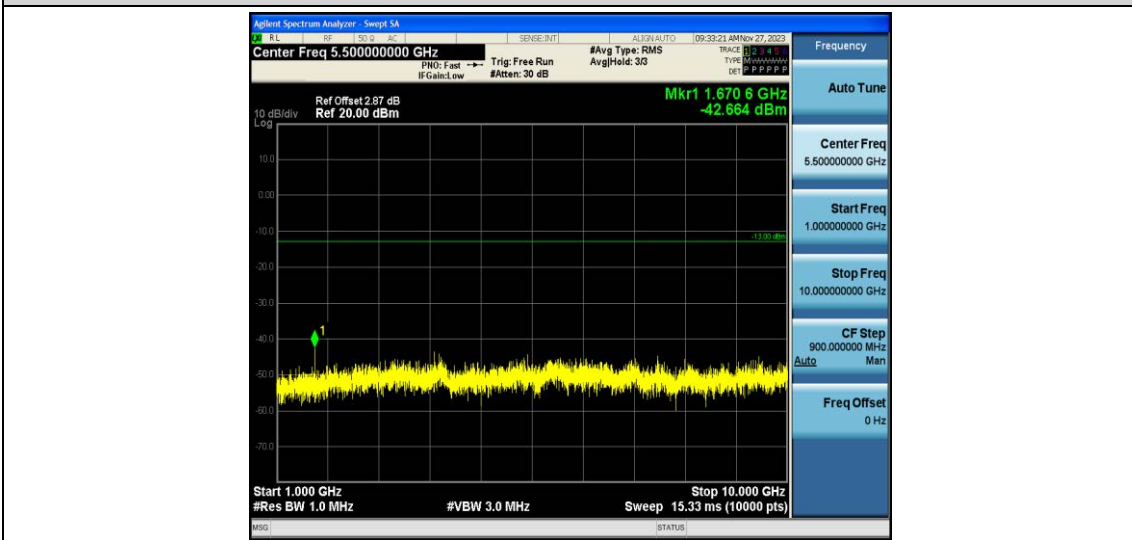 Agilent Spectrum Analyzer - Swept SA
RL RF 50 Ω AC SENSE:INT ALIGN AUTO 09:33:21 AM Nov 27, 2023
Center Freq 5.500000000 GHz
PNO: Fast
IFGain:Low
Trig: Free Run
#Atten: 30 dB
#Avg Type: RMS
Avg|Hold: 3/3
TRACE 1 2 3 4 5 6
TYPE M
DET P P P P P P
Mkr1 1.670 6 GHz
-42.664 dBm
Ref Offset 2.87 dB
10 dB/div Ref 20.00 dBm
Log
10.0
0.00
-10.0
-13.00 dBm
-20.0
-30.0
-40.0
1
-50.0
-60.0
-70.0
Start 1.000 GHz Stop 10.000 GHz
#Res BW 1.0 MHz #VBW 3.0 MHz Sweep 15.33 ms (10000 pts)
MSG STATUS
Frequency
Auto Tune
Center Freq
5.500000000 GHz
Start Freq
1.000000000 GHz
Stop Freq
10.000000000 GHz
CF Step
900.000000 MHz
Auto Man
Freq Offset
0 Hz